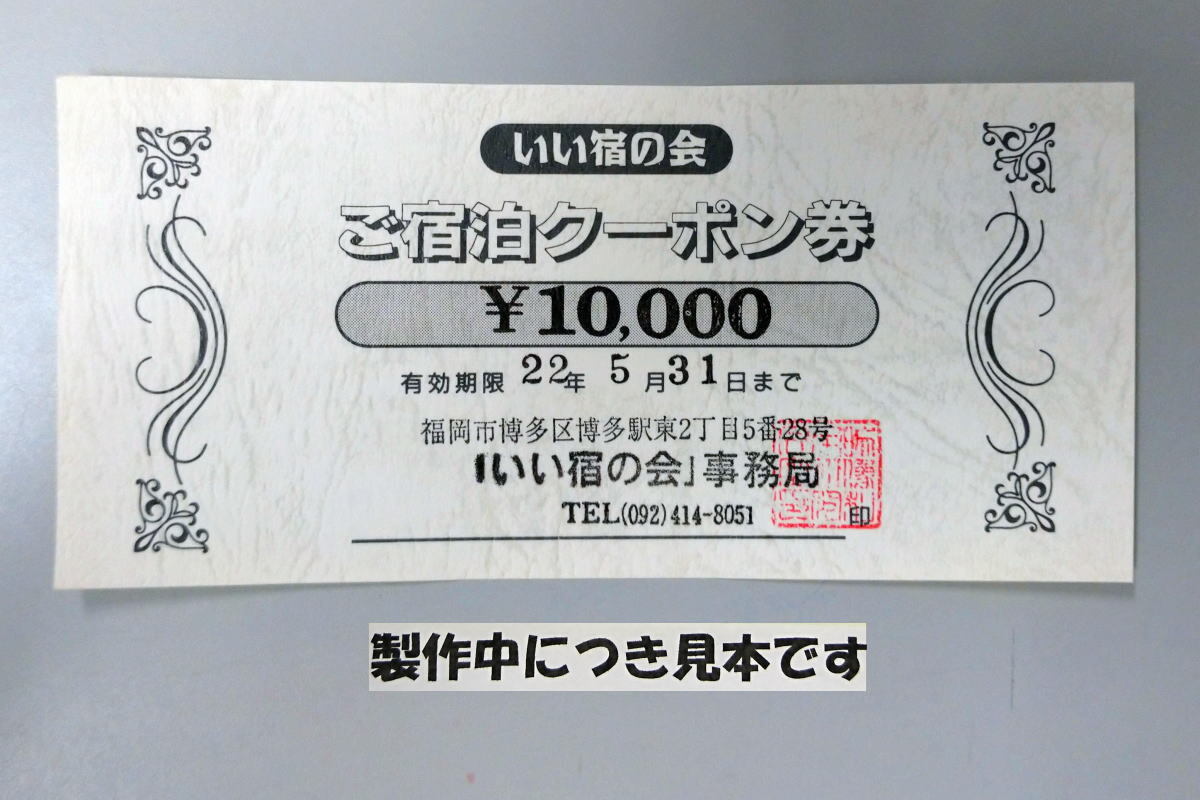 いい宿の会
ご宿泊クーポン券
¥10,000
有効期限 22年 5月31日まで
福岡市博多区博多駅東2丁目5番28号
「いい宿の会」事務局
TEL(092)414-8051
印
製作中につき見本です